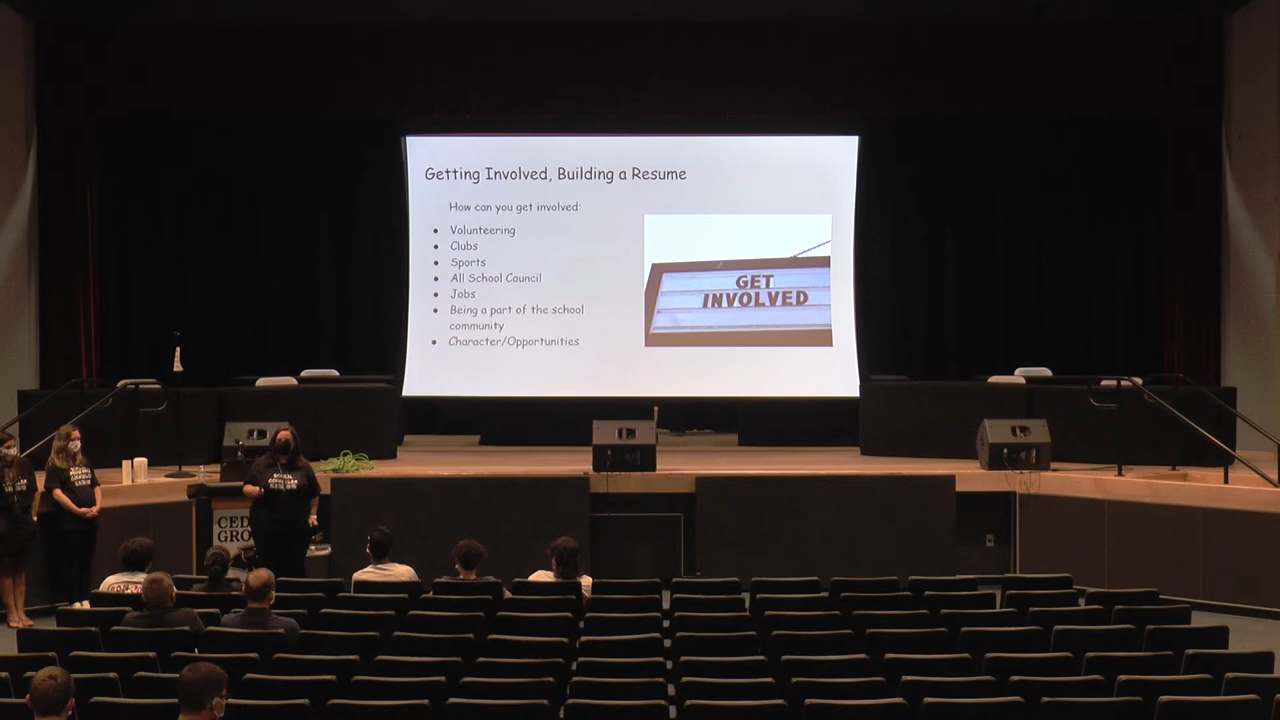 Getting Involved, Building a Resume
How can you get involved:
● Volunteering
● Clubs
● Sports
● All School Council
● Jobs
● Being a part of the school
community
● Character/Opportunities
GET
INVOLVED
CED
GRO